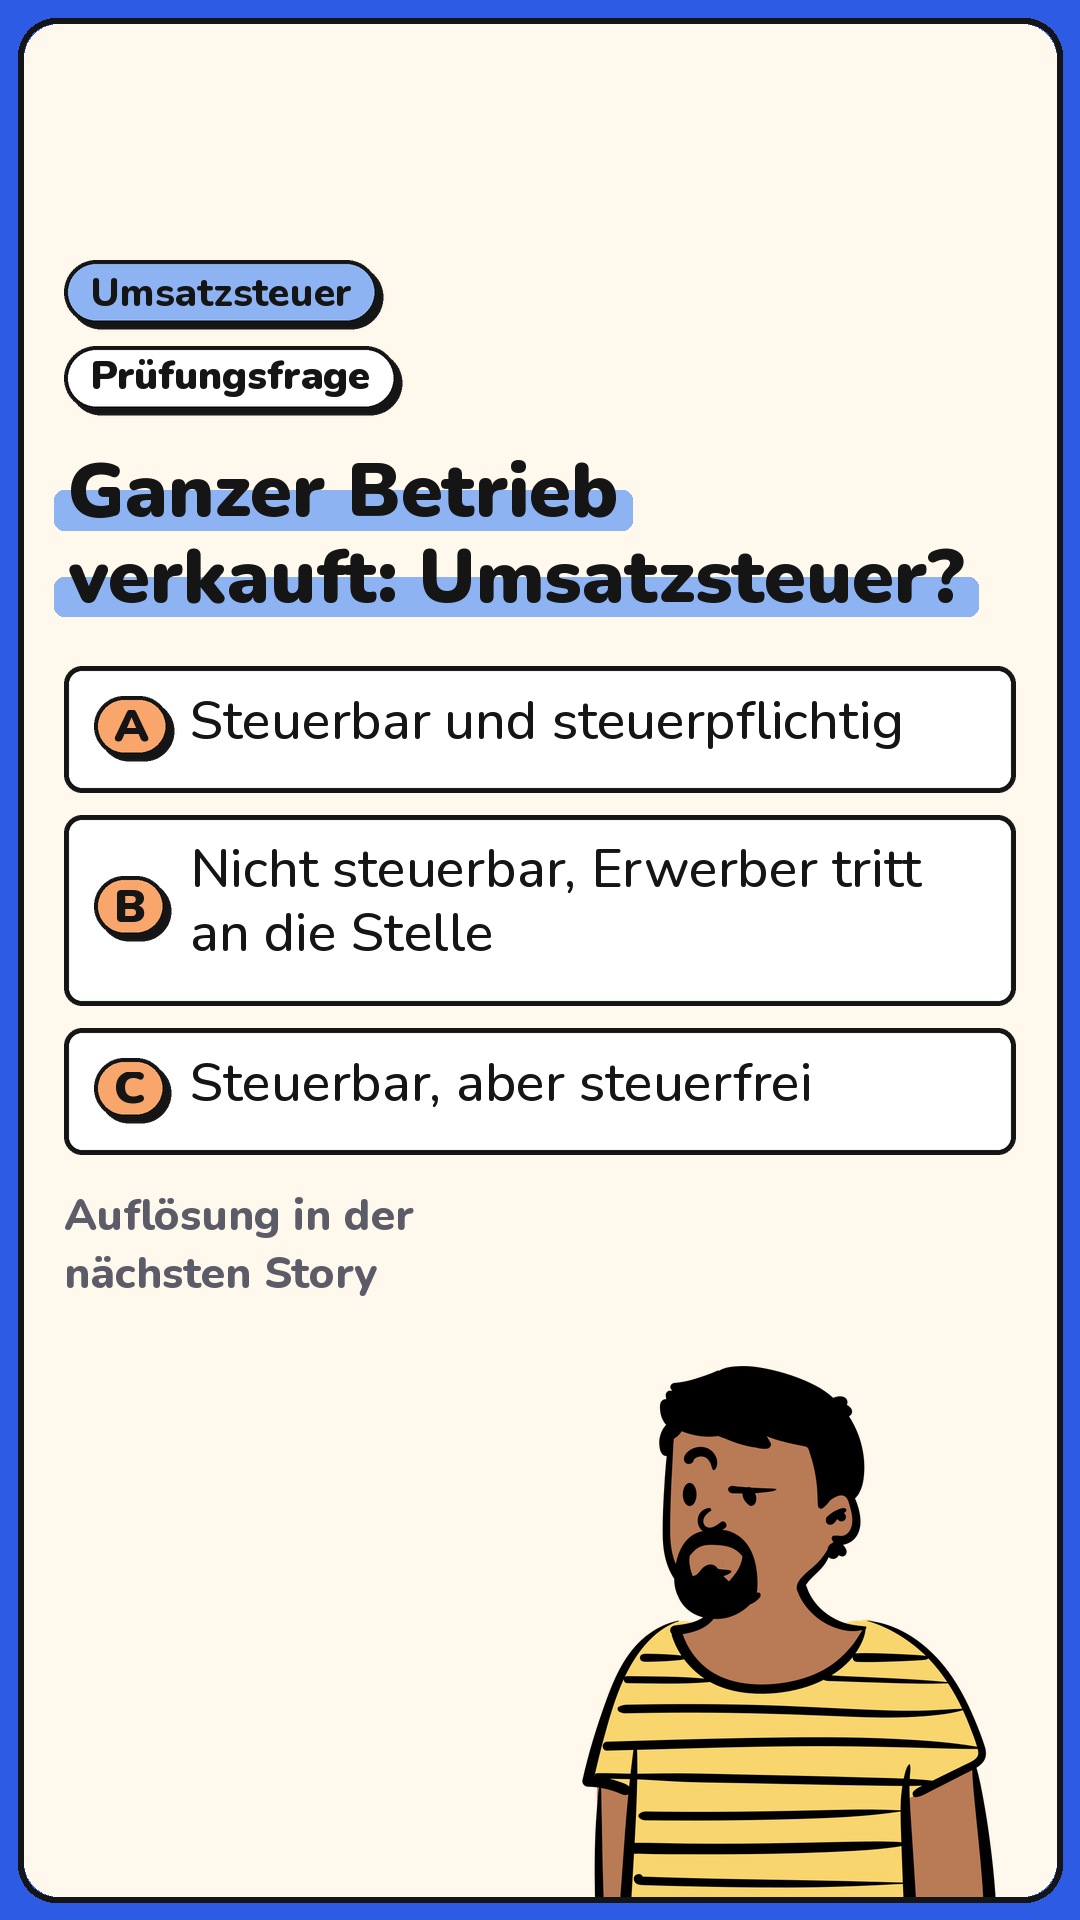 Umsatzsteuer
Prüfungsfrage
Ganzer Betrieb
verkauft: Umsatzsteuer?
A Steuerbar und steuerpflichtig
B Nicht steuerbar, Erwerber tritt
an die Stelle
C Steuerbar, aber steuerfrei
Auflösung in der
nächsten Story